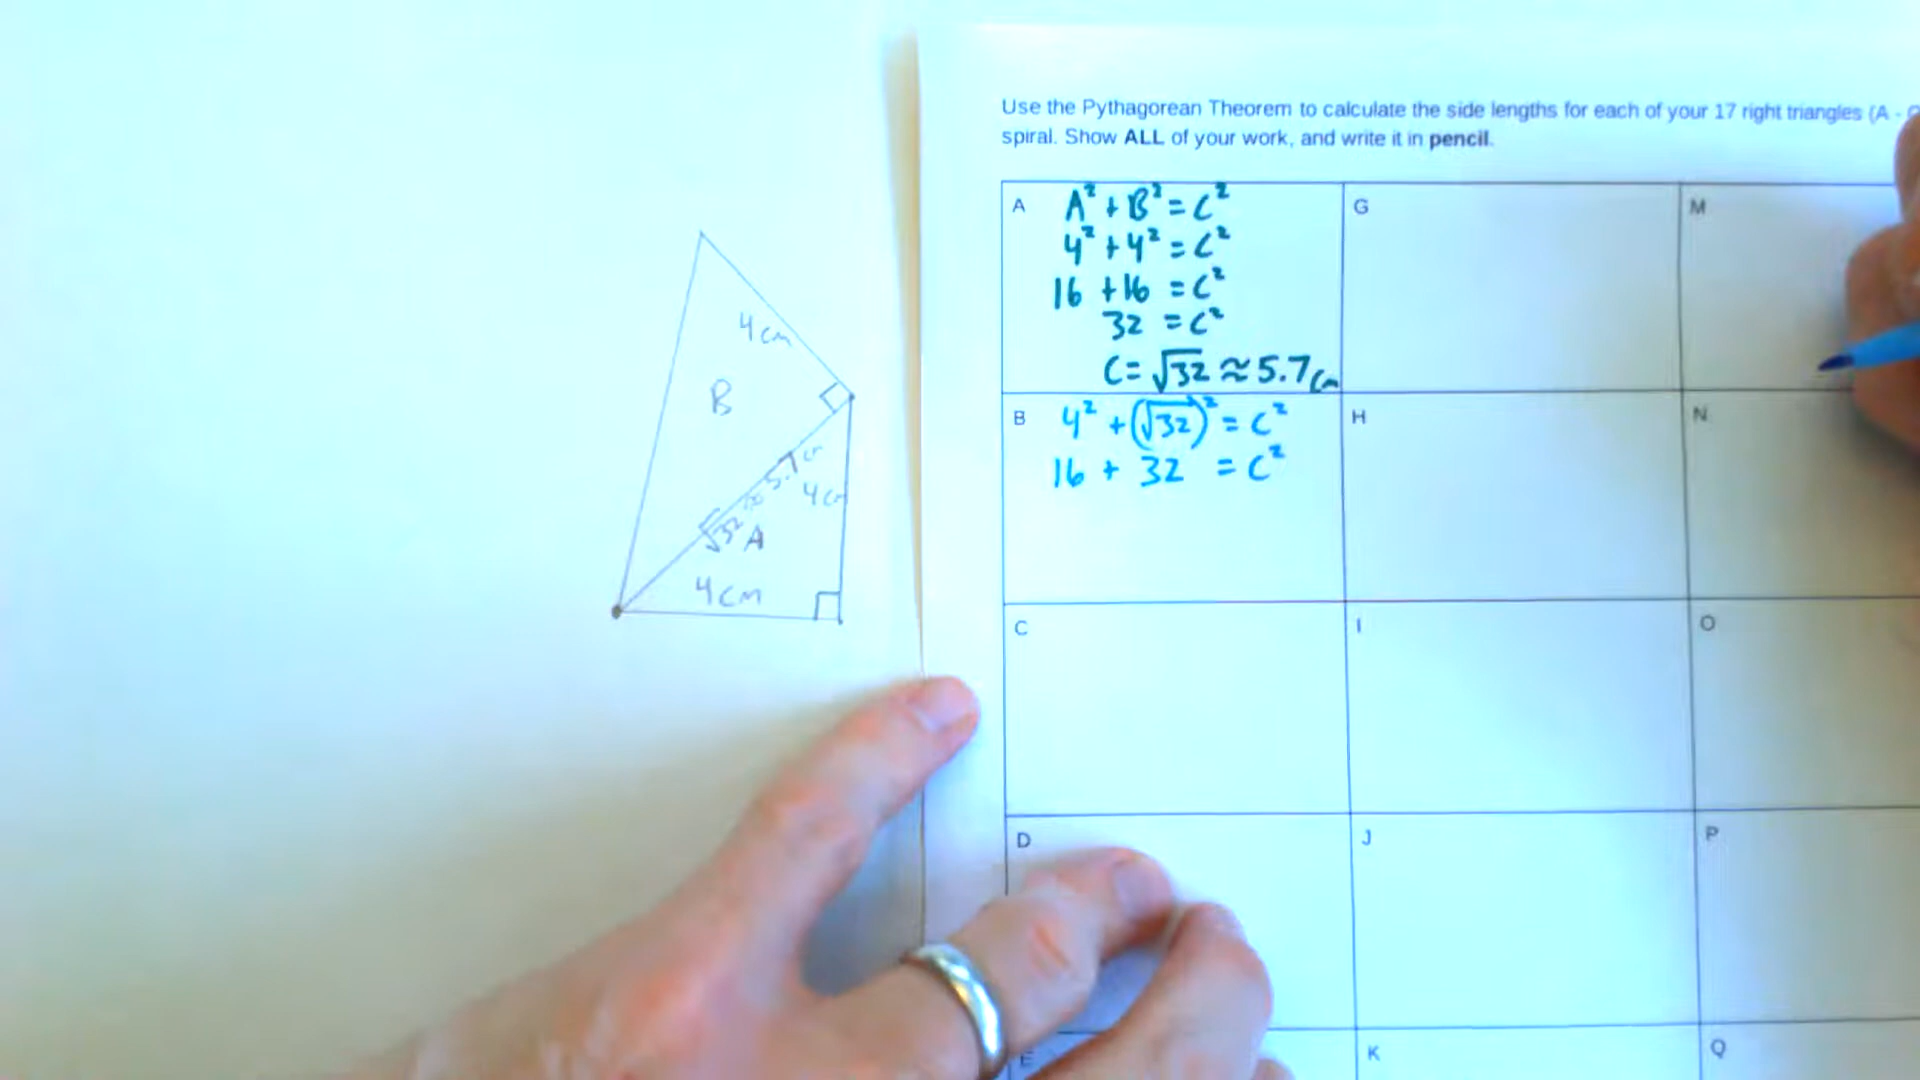 Use the Pythagorean Theorem to calculate the side lengths for each of your 17 right triangles (A -
spiral. Show ALL of your work, and write it in pencil.
A
A² + B² = C²
4² + 4² = C²
16 + 16 = C²
32 = C²
C = √32 ≈ 5.7cm
G
M
B
4² + (√32)² = C²
16 + 32 = C²
H
N
C
I
O
D
J
P
E
K
Q
4cm
B
√32 ≈ 5.7cm
4cm
A
4cm